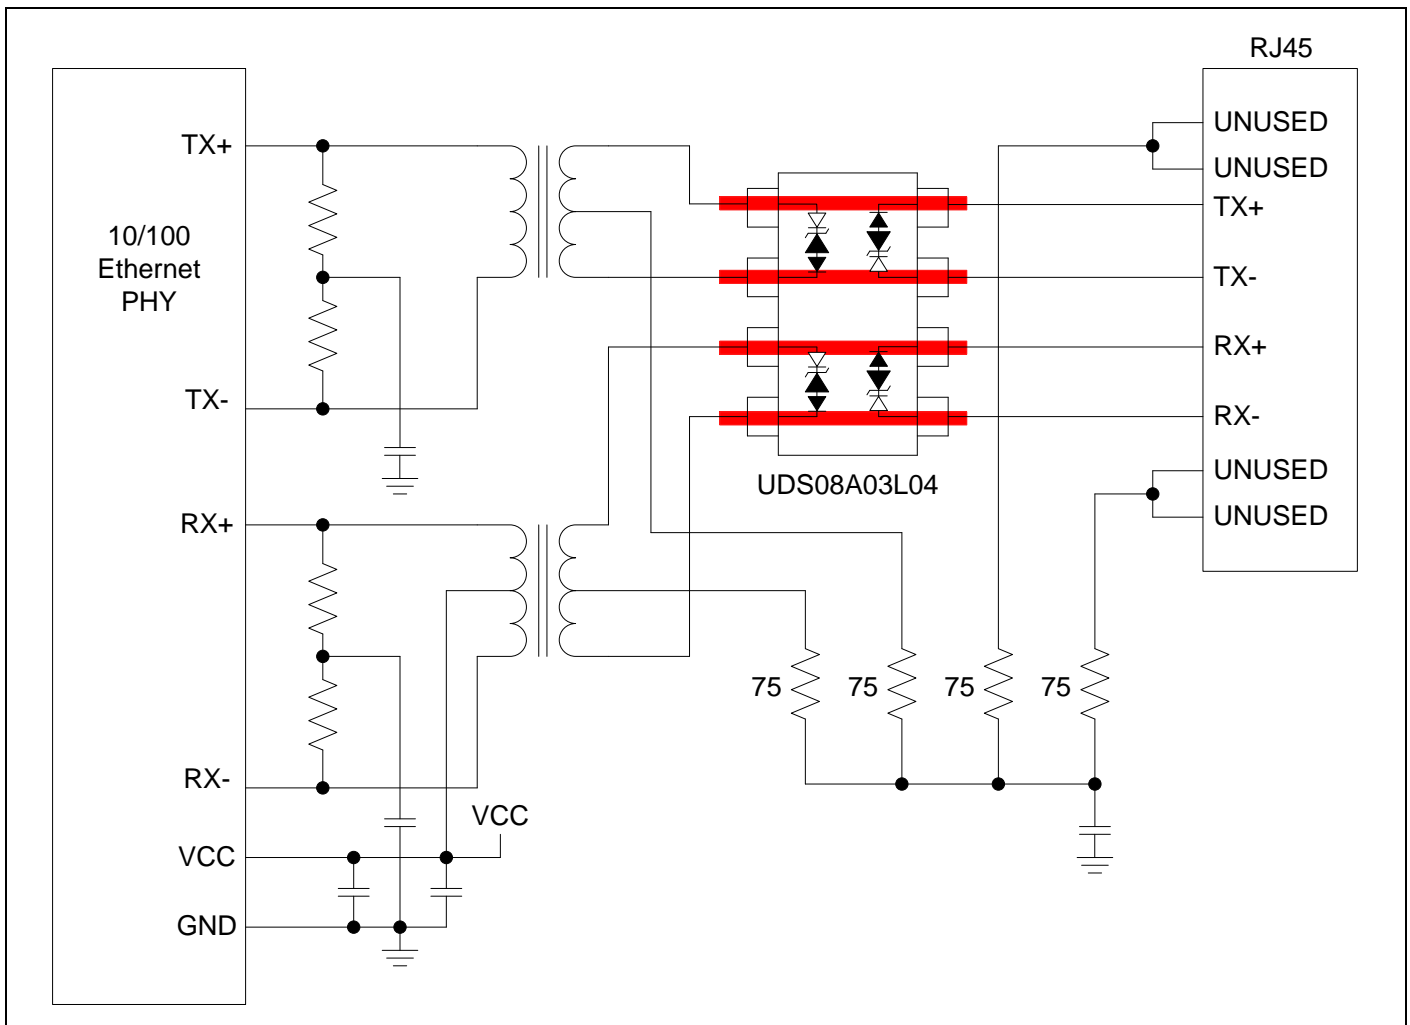 RJ45
UNUSED
UNUSED
TX+
TX-
RX+
RX-
UNUSED
UNUSED
TX+
10/100
Ethernet
PHY
TX-
RX+
RX-
VCC
GND
VCC
UDS08A03L04
75
75
75
75